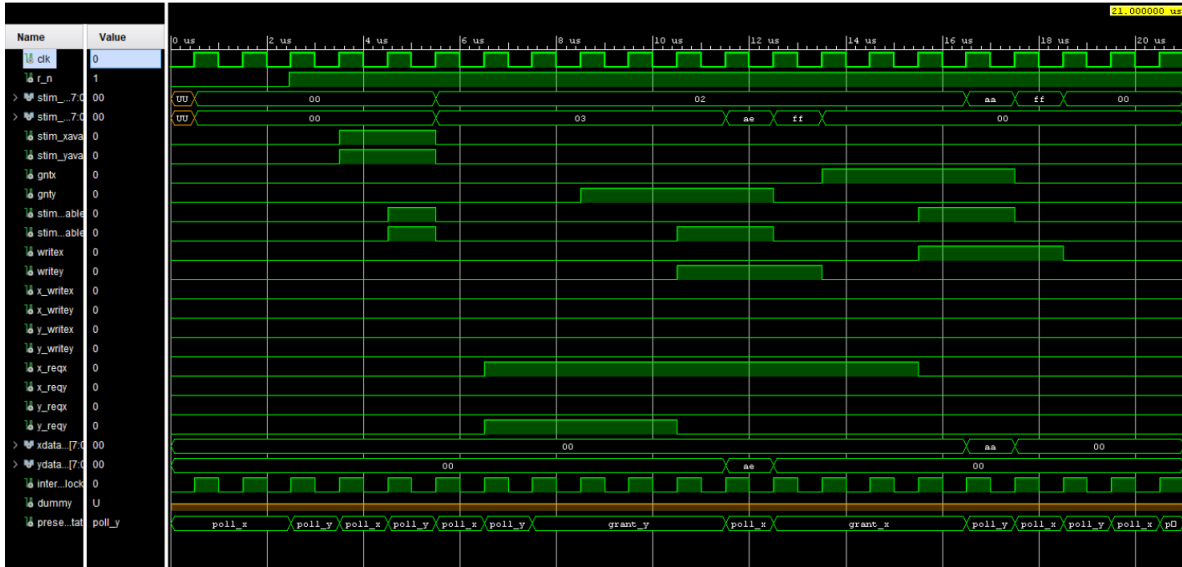 21.000000 us
Name Value
0 us 2 us 4 us 6 us 8 us 10 us 12 us 14 us 16 us 18 us 20 us
clk 0
r_n 1
stim_...7:0 00 UU 00 02 aa ff 00
stim_...7:0 00 UU 00 03 ae ff 00
stim_xava 0
stim_yava 0
gntx 0
gnty 0
stim...able 0
stim...able 0
writex 0
writey 0
x_writex 0
x_writey 0
y_writex 0
y_writey 0
x_reqx 0
x_reqy 0
y_reqx 0
y_reqy 0
xdata...[7:0 00 00 aa 00
ydata...[7:0 00 00 ae 00
inter...lock 0
dummy U
prese...tat poll_y poll_x poll_y poll_x poll_y poll_x poll_y grant_y poll_x grant_x poll_y poll_x poll_y poll_x